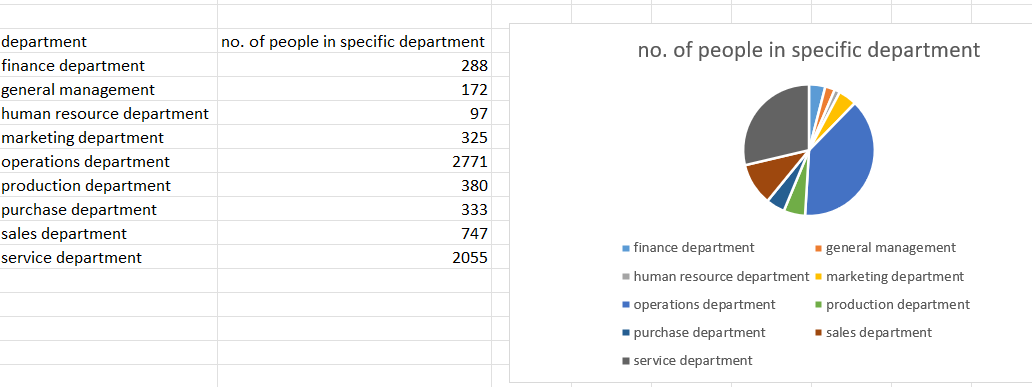 department no. of people in specific department
finance department 288
general management 172
human resource department 97
marketing department 325
operations department 2771
production department 380
purchase department 333
sales department 747
service department 2055
no. of people in specific department
finance department general management
human resource department marketing department
operations department production department
purchase department sales department
service department